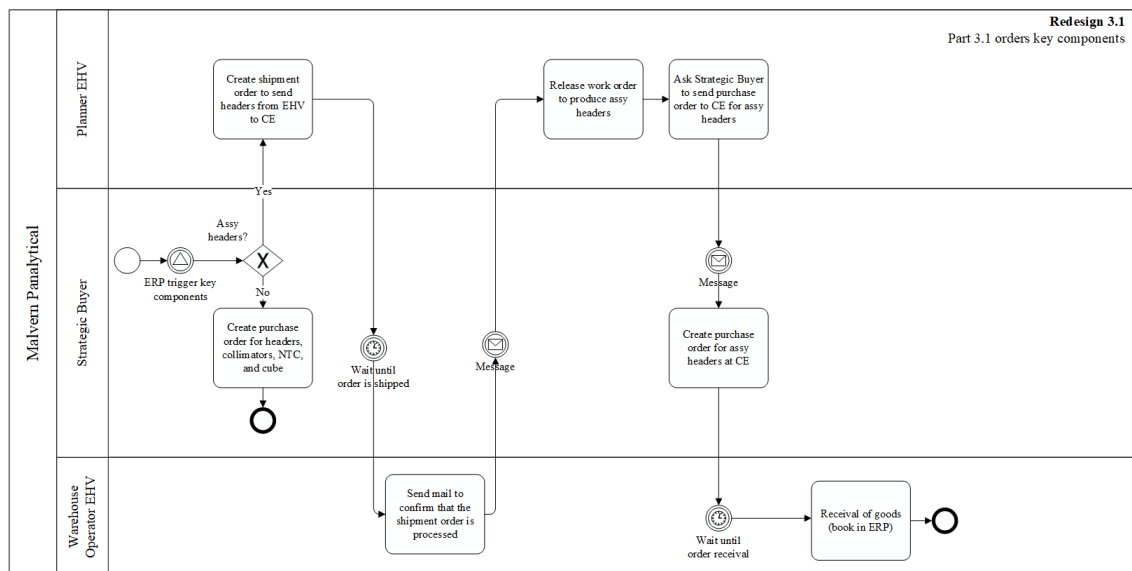 Redesign 3.1
Part 3.1 orders key components
Malvern Panalytical
Planner EHV
Create shipment
order to send
headers from EHV
to CE
Release work order
to produce assy
headers
Ask Strategic Buyer
to send purchase
order to CE for assy
headers
Strategic Buyer
Yes
Assy
headers?
X
ERP trigger key
components
No
Create purchase
order for headers,
collimators, NTC,
and cube
Wait until
order is shipped
Message
Message
Create purchase
order for assy
headers at CE
Warehouse
Operator EHV
Send mail to
confirm that the
shipment order is
processed
Wait until
order receival
Receival of goods
(book in ERP)